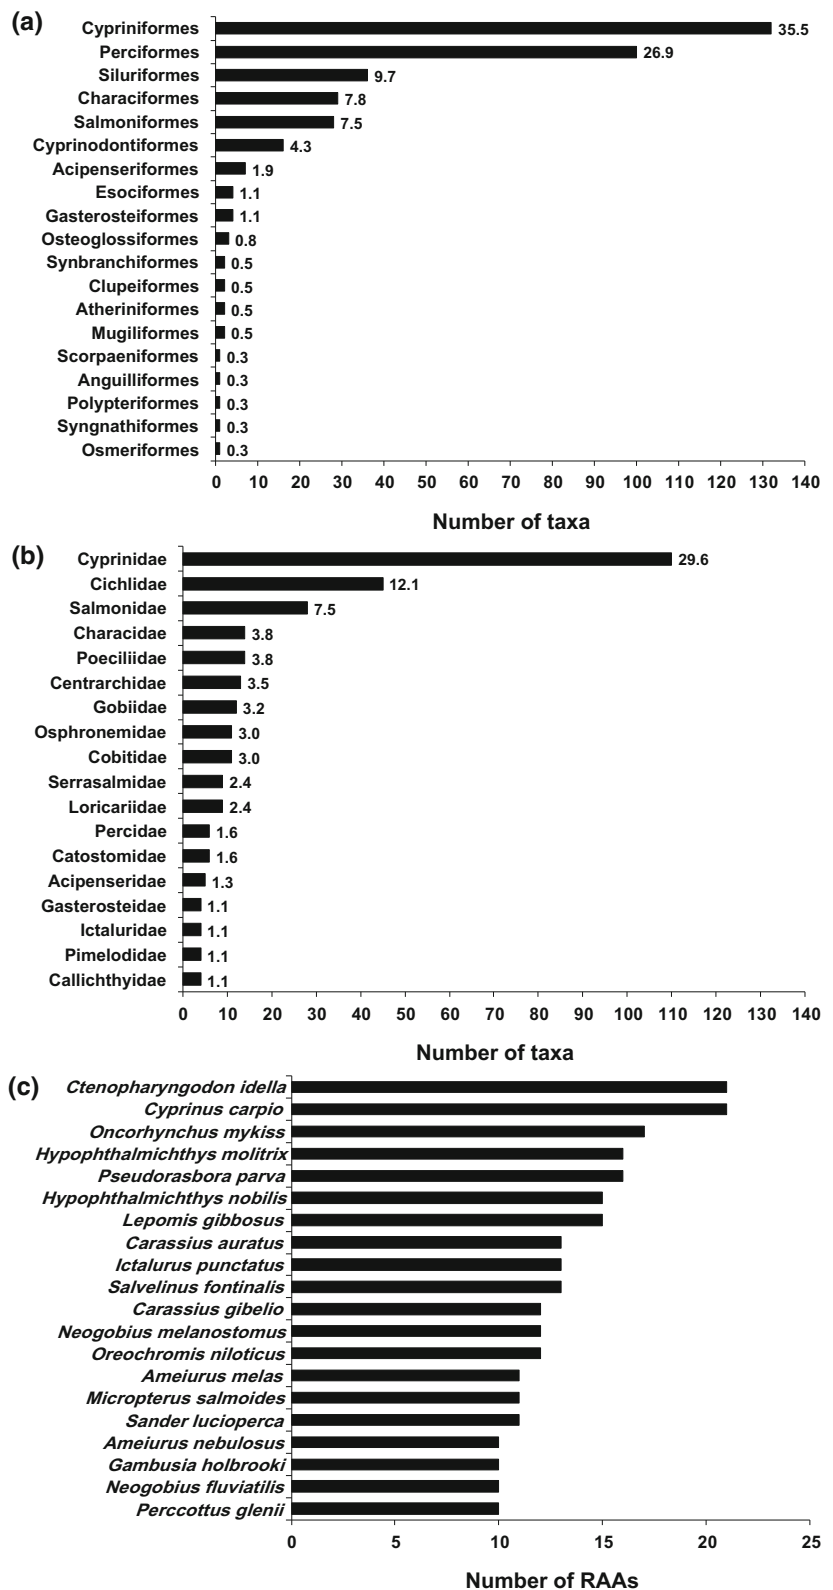 (a)
Cypriniformes 35.5
Perciformes 26.9
Siluriformes 9.7
Characiformes 7.8
Salmoniformes 7.5
Cyprinodontiformes 4.3
Acipenseriformes 1.9
Esociformes 1.1
Gasterosteiformes 1.1
Osteoglossiformes 0.8
Synbranchiformes 0.5
Clupeiformes 0.5
Atheriniformes 0.5
Mugiliformes 0.5
Scorpaeniformes 0.3
Anguilliformes 0.3
Polypteriformes 0.3
Syngnathiformes 0.3
Osmeriformes 0.3
0 10 20 30 40 50 60 70 80 90 100 110 120 130 140
Number of taxa
(b)
Cyprinidae 29.6
Cichlidae 12.1
Salmonidae 7.5
Characidae 3.8
Poeciliidae 3.8
Centrarchidae 3.5
Gobiidae 3.2
Osphronemidae 3.0
Cobitidae 3.0
Serrasalmidae 2.4
Loricariidae 2.4
Percidae 1.6
Catostomidae 1.6
Acipenseridae 1.3
Gasterosteidae 1.1
Ictaluridae 1.1
Pimelodidae 1.1
Callichthyidae 1.1
0 10 20 30 40 50 60 70 80 90 100 110 120 130 140
Number of taxa
(c)
Ctenopharyngodon idella
Cyprinus carpio
Oncorhynchus mykiss
Hypophthalmichthys molitrix
Pseudorasbora parva
Hypophthalmichthys nobilis
Lepomis gibbosus
Carassius auratus
Ictalurus punctatus
Salvelinus fontinalis
Carassius gibelio
Neogobius melanostomus
Oreochromis niloticus
Ameiurus melas
Micropterus salmoides
Sander lucioperca
Ameiurus nebulosus
Gambusia holbrooki
Neogobius fluviatilis
Perccottus glenii
0 5 10 15 20 25
Number of RAAs